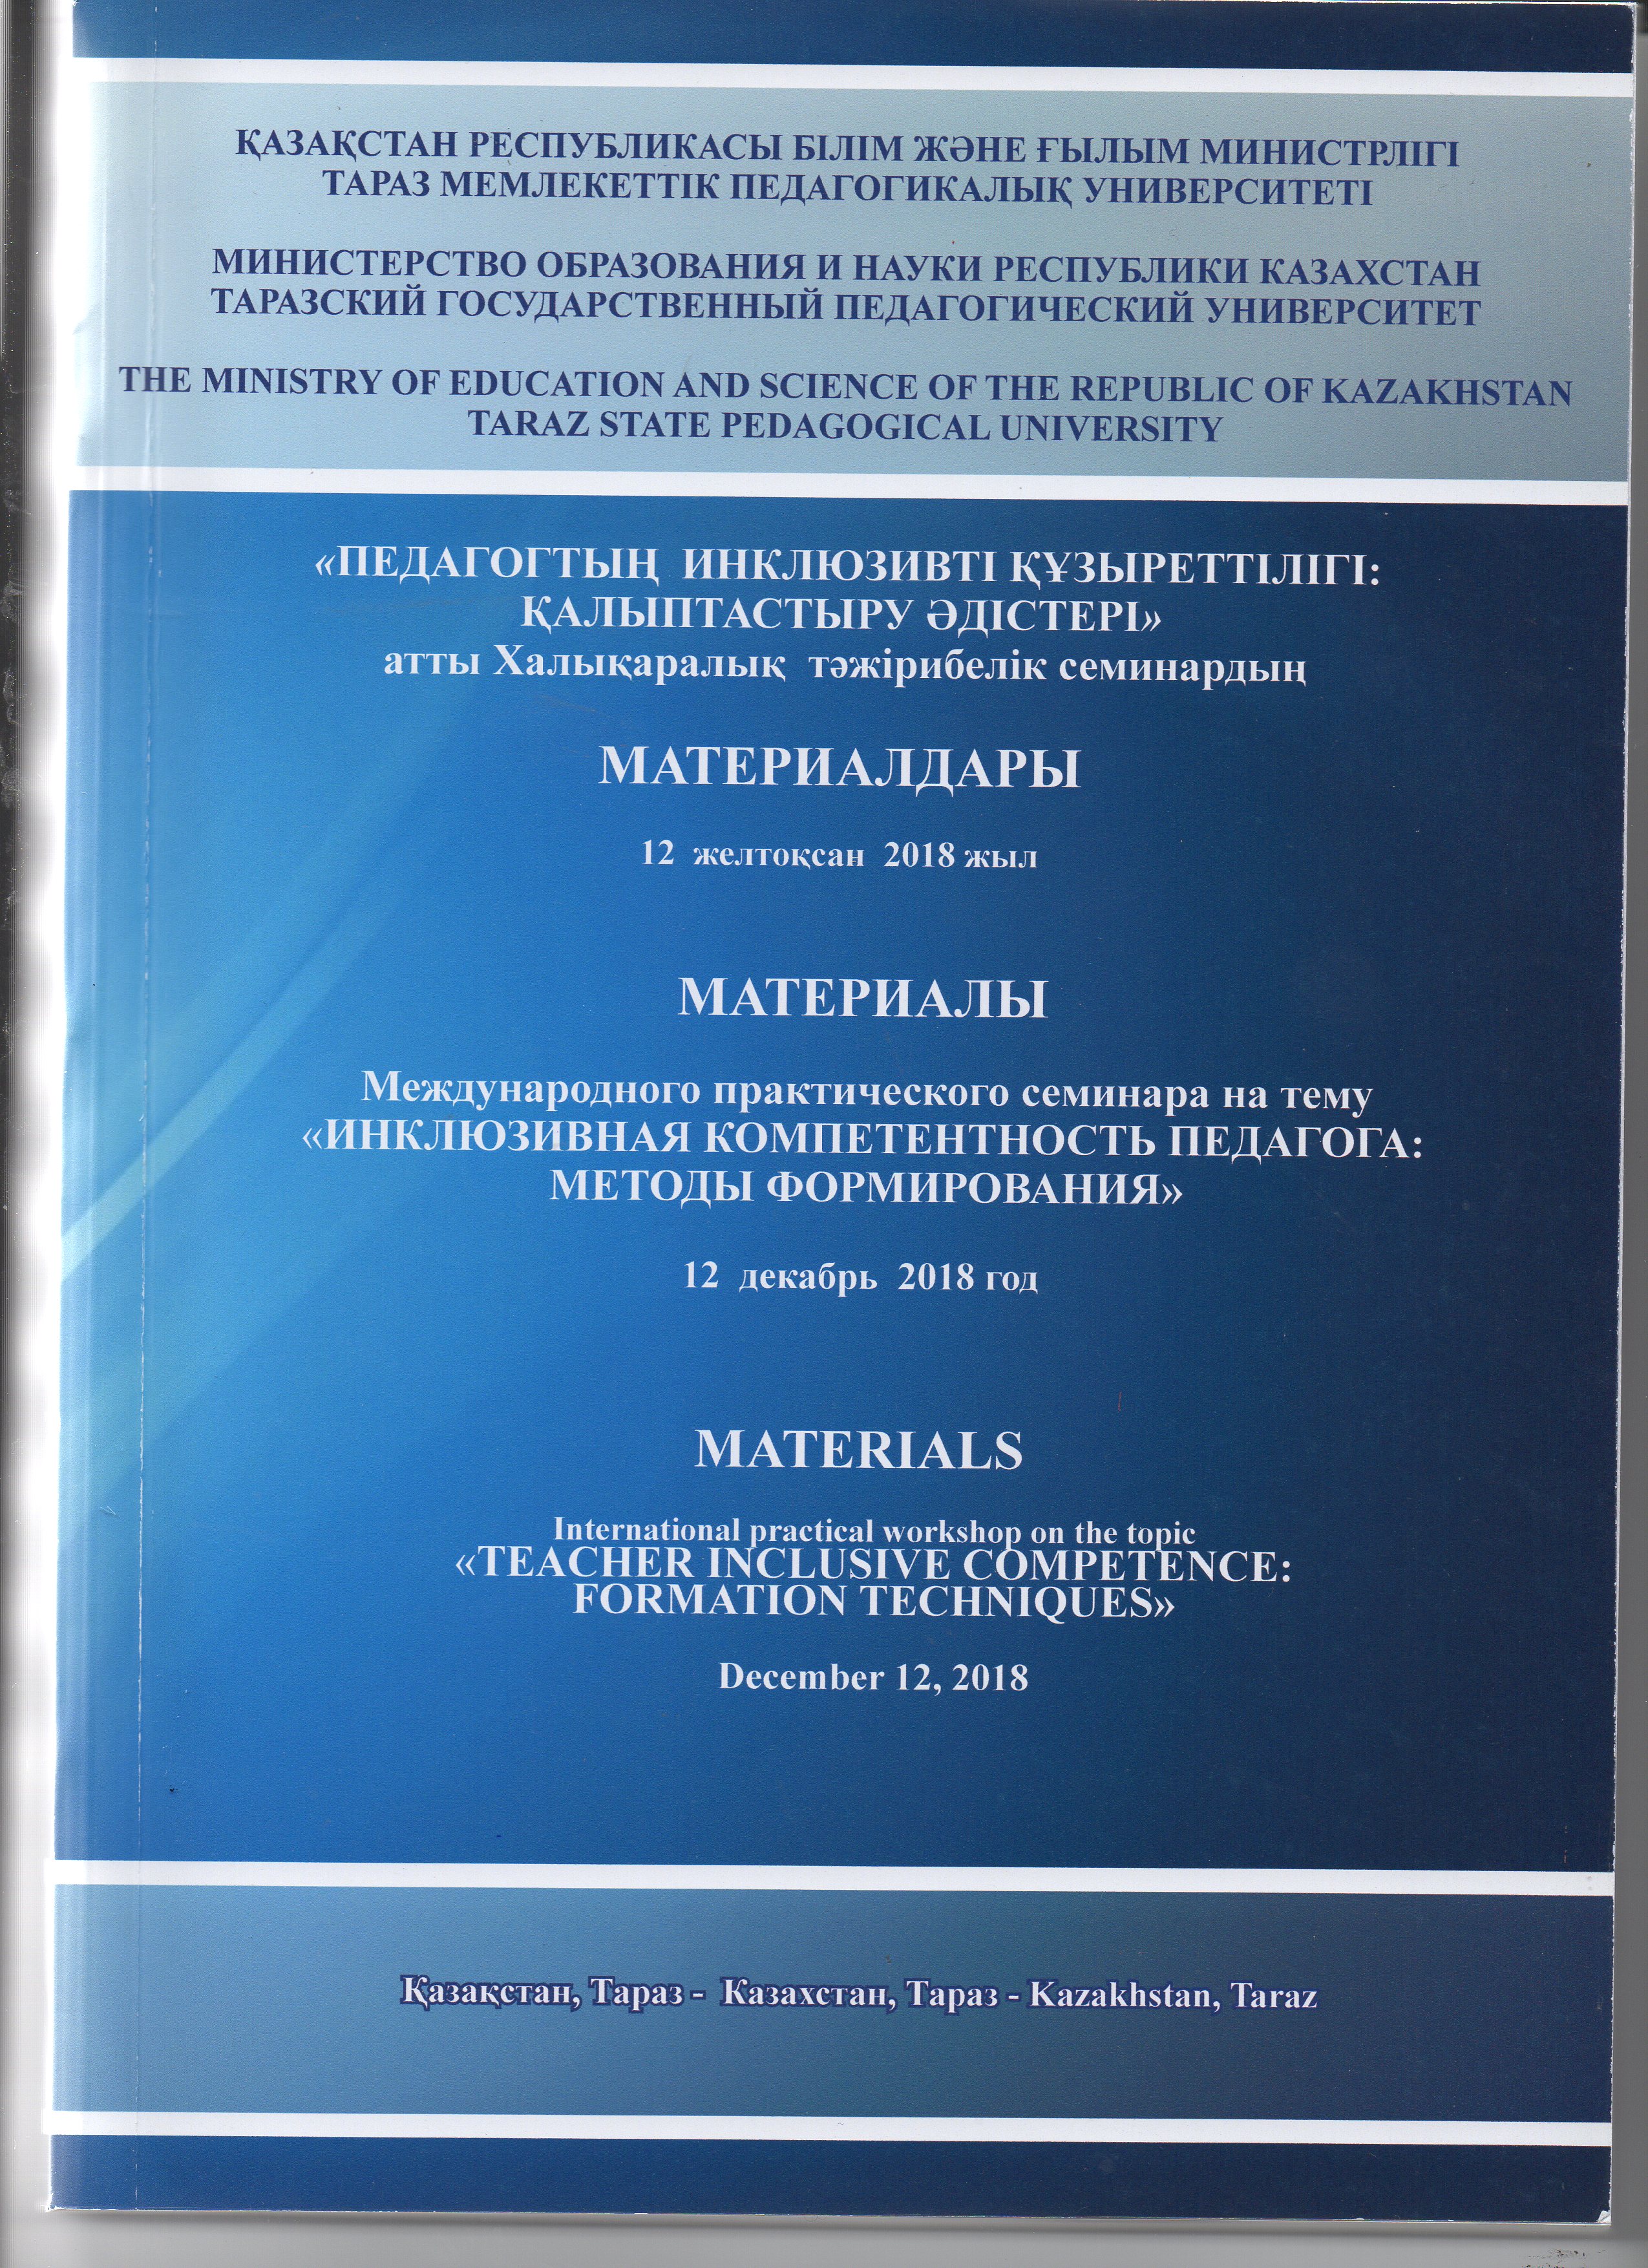 ҚАЗАҚСТАН РЕСПУБЛИКАСЫ БІЛІМ ЖӘНЕ ҒЫЛЫМ МИНИСТРЛІГІ
ТАРАЗ МЕМЛЕКЕТТІК ПЕДАГОГИКАЛЫҚ УНИВЕРСИТЕТІ
МИНИСТЕРСТВО ОБРАЗОВАНИЯ И НАУКИ РЕСПУБЛИКИ КАЗАХСТАН
ТАРАЗСКИЙ ГОСУДАРСТВЕННЫЙ ПЕДАГОГИЧЕСКИЙ УНИВЕРСИТЕТ
THE MINISTRY OF EDUCATION AND SCIENCE OF THE REPUBLIC OF KAZAKHSTAN
TARAZ STATE PEDAGOGICAL UNIVERSITY
«ПЕДАГОГТЫҢ ИНКЛЮЗИВТІ ҚҰЗЫРЕТТІЛІГІ:
ҚАЛЫПТАСТЫРУ ӘДІСТЕРІ»
атты Халықаралық тәжірибелік семинардың
МАТЕРИАЛДАРЫ
12 желтоқсан 2018 жыл
МАТЕРИАЛЫ
Международного практического семинара на тему
«ИНКЛЮЗИВНАЯ КОМПЕТЕНТНОСТЬ ПЕДАГОГА:
МЕТОДЫ ФОРМИРОВАНИЯ»
12 декабрь 2018 год
MATERIALS
International practical workshop on the topic
«TEACHER INCLUSIVE COMPETENCE:
FORMATION TECHNIQUES»
December 12, 2018
Қазақстан, Тараз - Казахстан, Тараз - Kazakhstan, Taraz